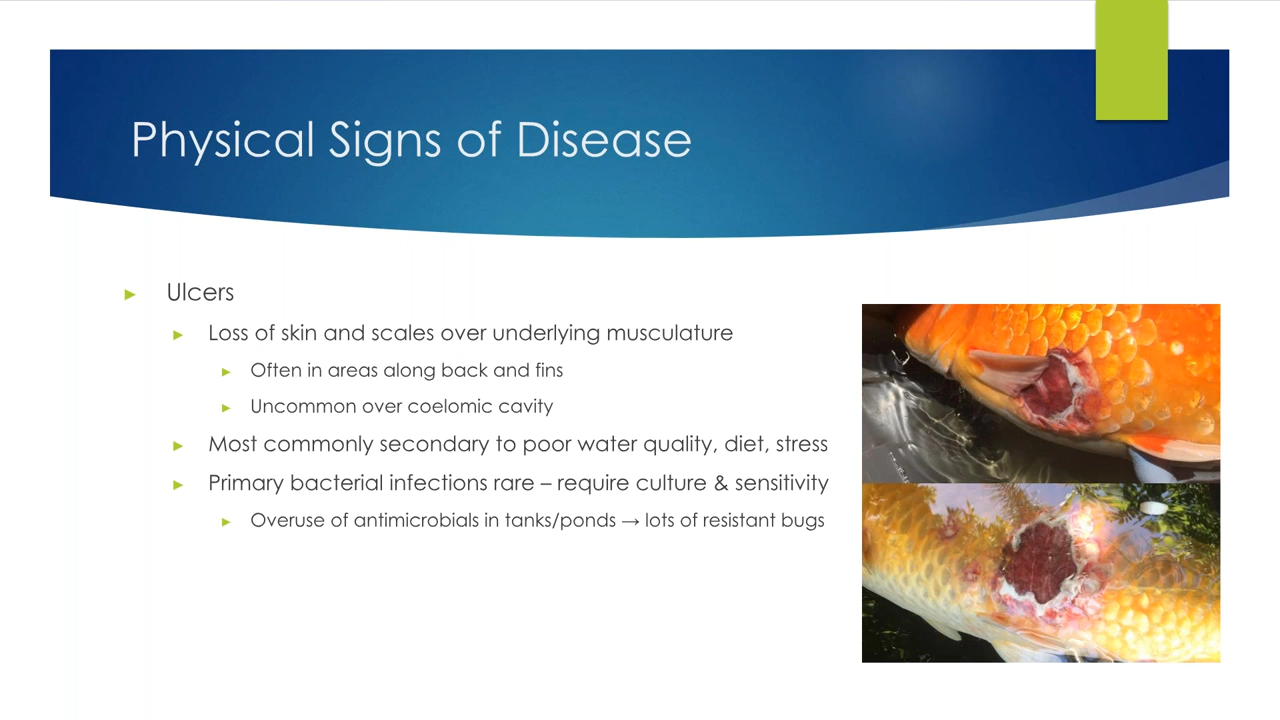 Physical Signs of Disease
Ulcers
Loss of skin and scales over underlying musculature
Often in areas along back and fins
Uncommon over coelomic cavity
Most commonly secondary to poor water quality, diet, stress
Primary bacterial infections rare – require culture & sensitivity
Overuse of antimicrobials in tanks/ponds → lots of resistant bugs